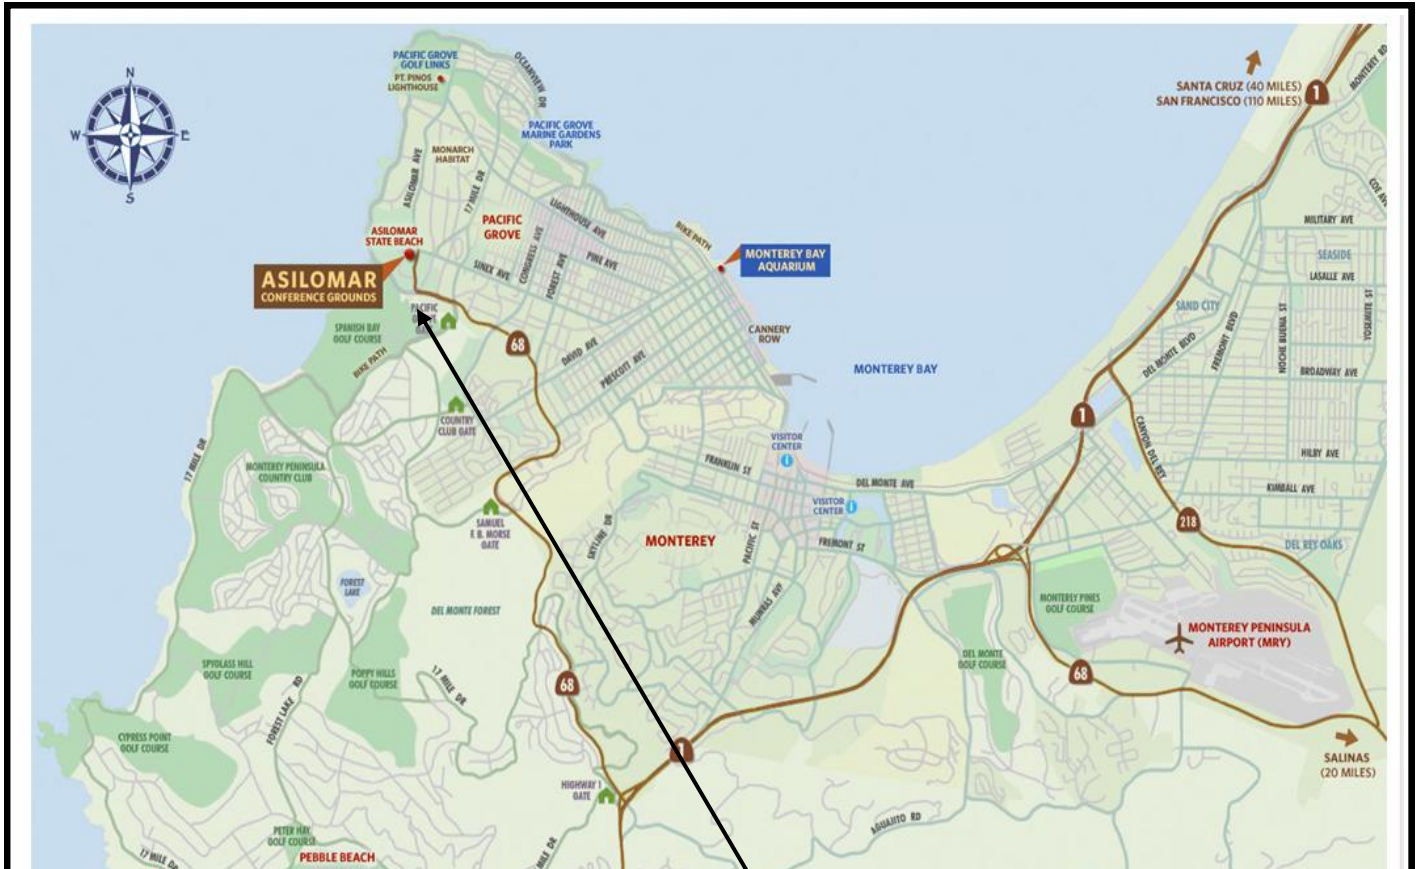 N
W
E
S
PACIFIC GROVE
GOLF LINKS
PT. PINOS
LIGHTHOUSE
OCEANVIEW DR
PACIFIC GROVE
MARINE GARDENS
PARK
MONARCH
HABITAT
ASILOMAR AVE
17 MILE DR
LIGHTHOUSE AVE
PACIFIC
GROVE
ASILOMAR
STATE BEACH
ASILOMAR
CONFERENCE GROUNDS
SINEX AVE
CONGRESS AVE
FOREST AVE
PINE AVE
BIKE PATH
MONTEREY BAY
AQUARIUM
SANTA CRUZ (40 MILES)
SAN FRANCISCO (110 MILES)
1
MONTEREY RD
COE AVE
MILITARY AVE
SEASIDE
LASALLE AVE
SAND CITY
FREMONT BLVD
NOCHE BUENA ST
YOSEMITE ST
DEL MONTE BLVD
BROADWAY AVE
PACIFIC
SPANISH BAY
GOLF COURSE
BIKE PATH
68
DAVID AVE
PRESCOTT AVE
CANNERY
ROW
MONTEREY BAY
COUNTRY
CLUB GATE
1
CANYON DEL REY
17 MILE DR
MONTEREY PENINSULA
COUNTRY CLUB
VISITOR
CENTER
FRANKLIN ST
DEL MONTE AVE
HILBY AVE
KIMBALL AVE
SAMUEL
F. B. MORSE
GATE
SKYLINE DR
MONTEREY
PACIFIC ST
VISITOR
CENTER
FREMONT ST
218
DEL REY OAKS
FOREST
LAKE
DEL MONTE FOREST
MUNRAS AVE
MONTEREY PINES
GOLF COURSE
MONTEREY PENINSULA
AIRPORT (MRY)
SPYGLASS HILL
GOLF COURSE
POPPY HILLS
GOLF COURSE
17 MILE DR
68
DEL MONTE
GOLF COURSE
68
FOREST LAKE RD
CYPRESS POINT
GOLF COURSE
1
SALINAS
(20 MILES)
HIGHWAY 1
GATE
AGUAJITO RD
PETER HAY
GOLF COURSE
PEBBLE BEACH
17 MILE DR
MILE DR